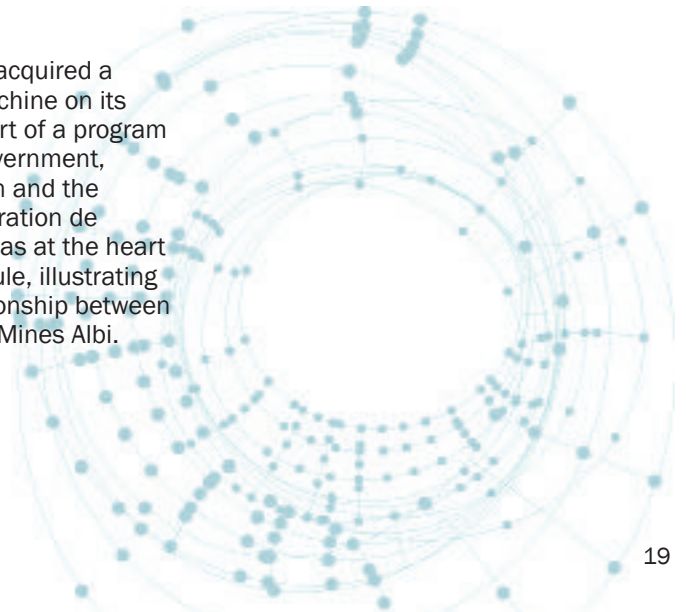 acquired a
chine on its
rt of a program
vernment,
n and the
ration de
as at the heart
ule, illustrating
onship between
Mines Albi.
19